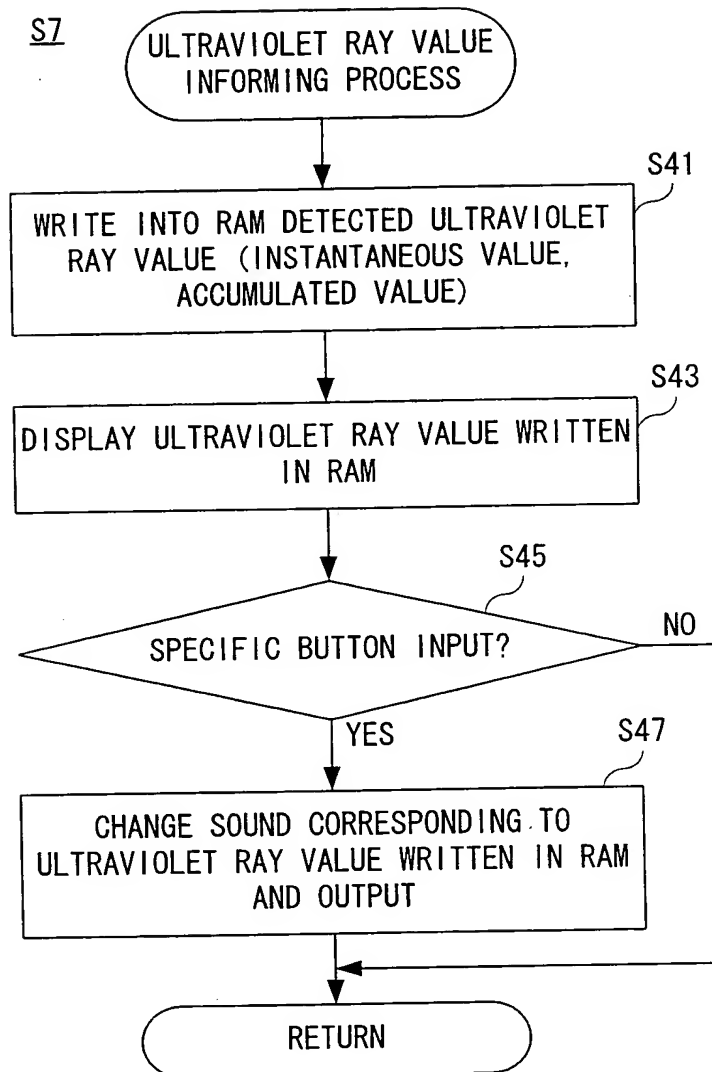 S7
ULTRAVIOLET RAY VALUE
INFORMING PROCESS
S41
WRITE INTO RAM DETECTED ULTRAVIOLET
RAY VALUE (INSTANTANEOUS VALUE,
ACCUMULATED VALUE)
S43
DISPLAY ULTRAVIOLET RAY VALUE WRITTEN
IN RAM
S45
SPECIFIC BUTTON INPUT?
NO
YES
S47
CHANGE SOUND CORRESPONDING TO
ULTRAVIOLET RAY VALUE WRITTEN IN RAM
AND OUTPUT
RETURN